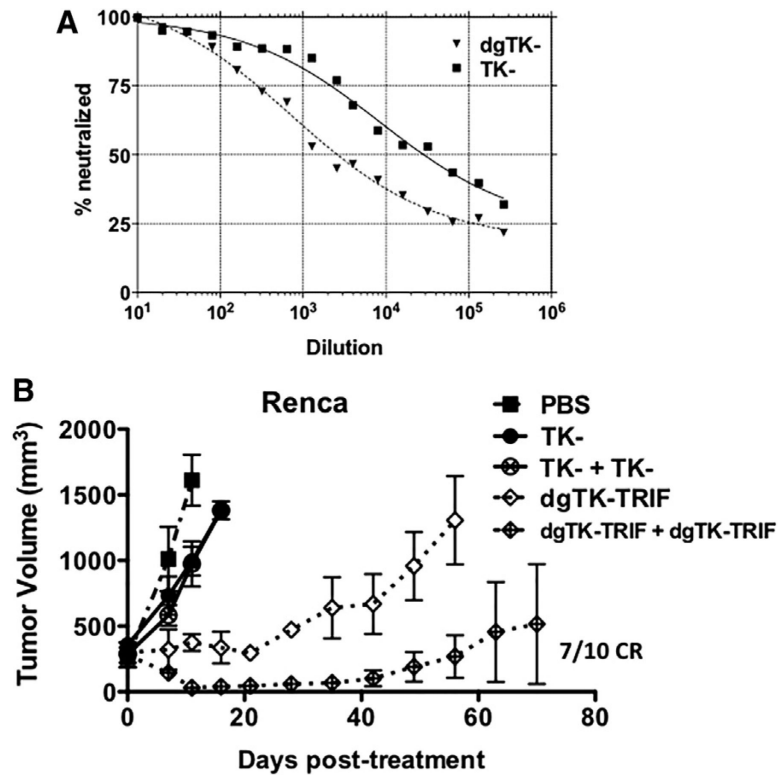 A
100
75
50
25
0
% neutralized
dgTK-
TK-
10¹ 10² 10³ 10⁴ 10⁵ 10⁶
Dilution
B
Renca
2000
1500
1000
500
0
Tumor Volume (mm³)
PBS
TK-
TK- + TK-
dgTK-TRIF
dgTK-TRIF + dgTK-TRIF
7/10 CR
0 20 40 60 80
Days post-treatment